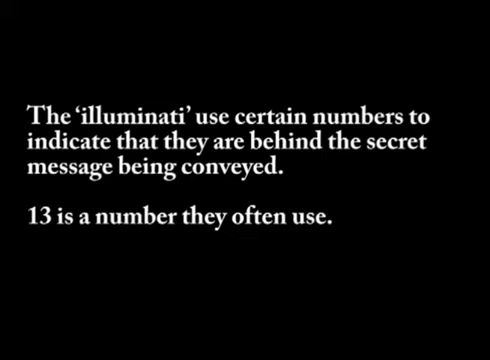 The ‘illuminati’ use certain numbers to
indicate that they are behind the secret
message being conveyed.
13 is a number they often use.